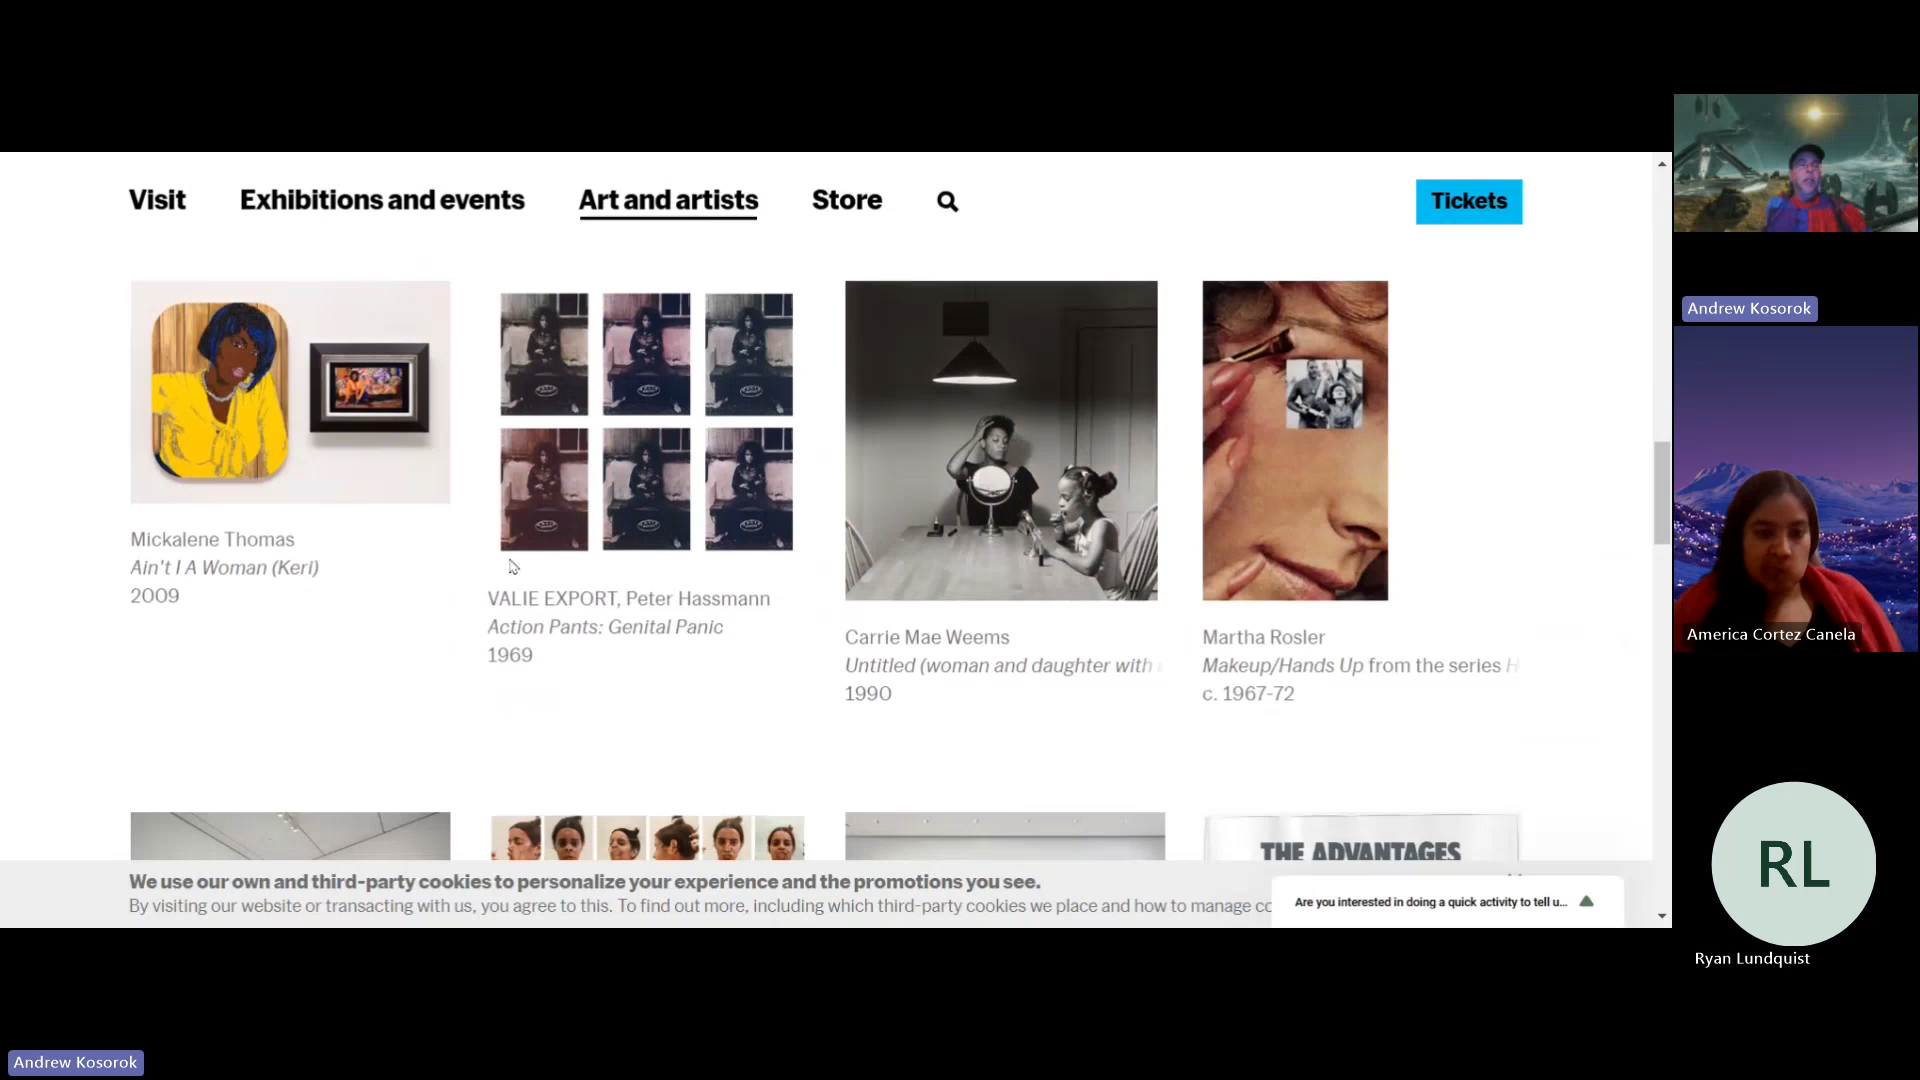 Visit
Exhibitions and events
Art and artists
Store
Tickets
Mickalene Thomas
Ain't I A Woman (Keri)
2009
VALIE EXPORT, Peter Hassmann
Action Pants: Genital Panic
1969
Carrie Mae Weems
Untitled (woman and daughter with
1990
Martha Rosler
Makeup/Hands Up from the series H
c. 1967-72
THE ADVANTAGES
We use our own and third-party cookies to personalize your experience and the promotions you see.
By visiting our website or transacting with us, you agree to this. To find out more, including which third-party cookies we place and how to manage co
Are you interested in doing a quick activity to tell u...
Andrew Kosorok
America Cortez Canela
RL
Ryan Lundquist
Andrew Kosorok